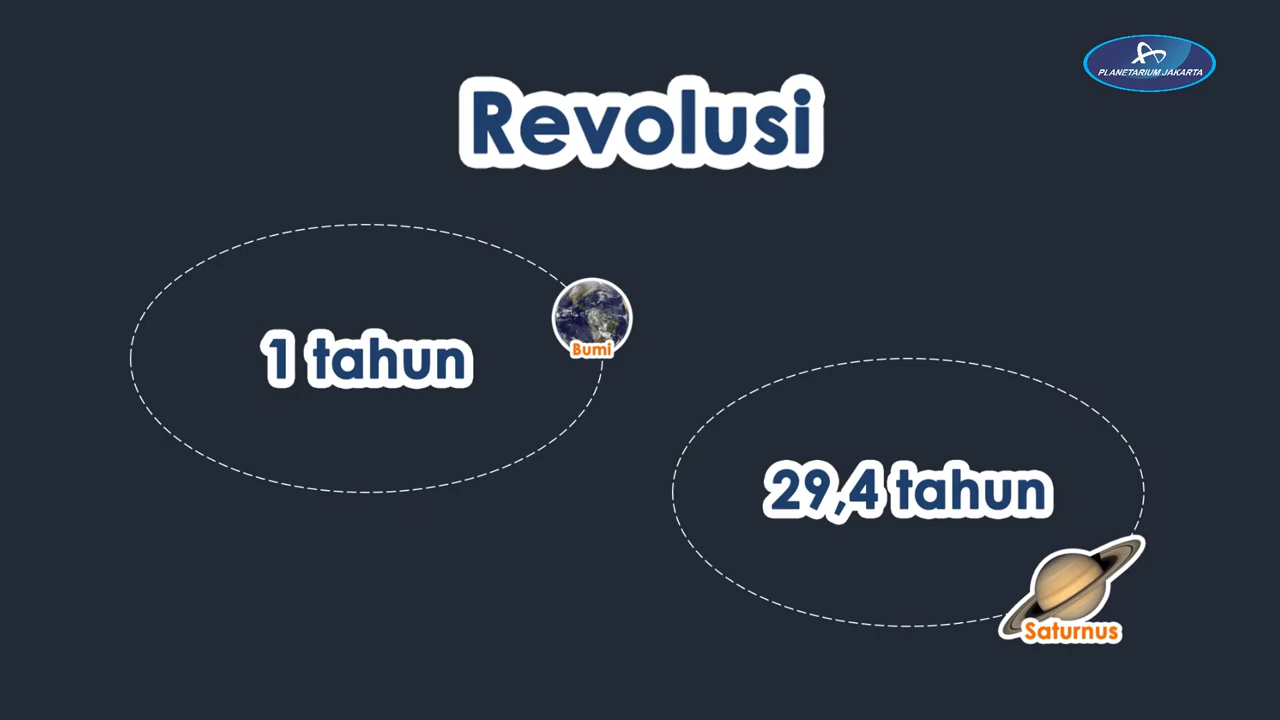 PLANETARIUM JAKARTA
Revolusi
1 tahun
Bumi
29,4 tahun
Saturnus